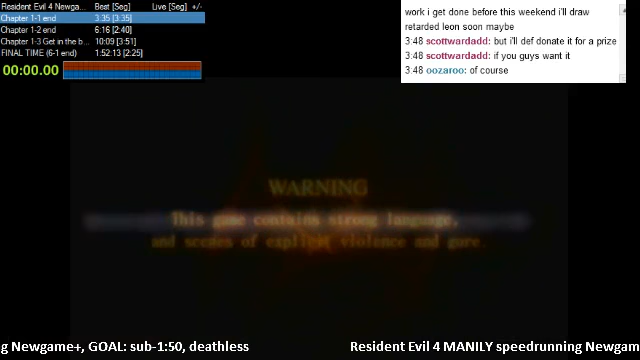 Resident Evil 4 Newga... Best [Seg] Live [Seg] +/-
Chapter 1-1 end 3:35 [3:35]
Chapter 1-2 end 6:16 [2:40]
Chapter 1-3 Get in the b... 10:09 [3:51]
FINAL TIME (6-1 end) 1:52.13 [2:25]
00:00.00
work i get done before this weekend i'll draw
retarded leon soon maybe
3:48 scottwardadd: but i'll def donate it for a prize
3:48 scottwardadd: if you guys want it
3:48 oozaroo: of course
WARNING
This game contains strong language,
and scenes of explicit violence and gore.
g Newgame+, GOAL: sub-1:50, deathless Resident Evil 4 MANILY speedrunning Newgam